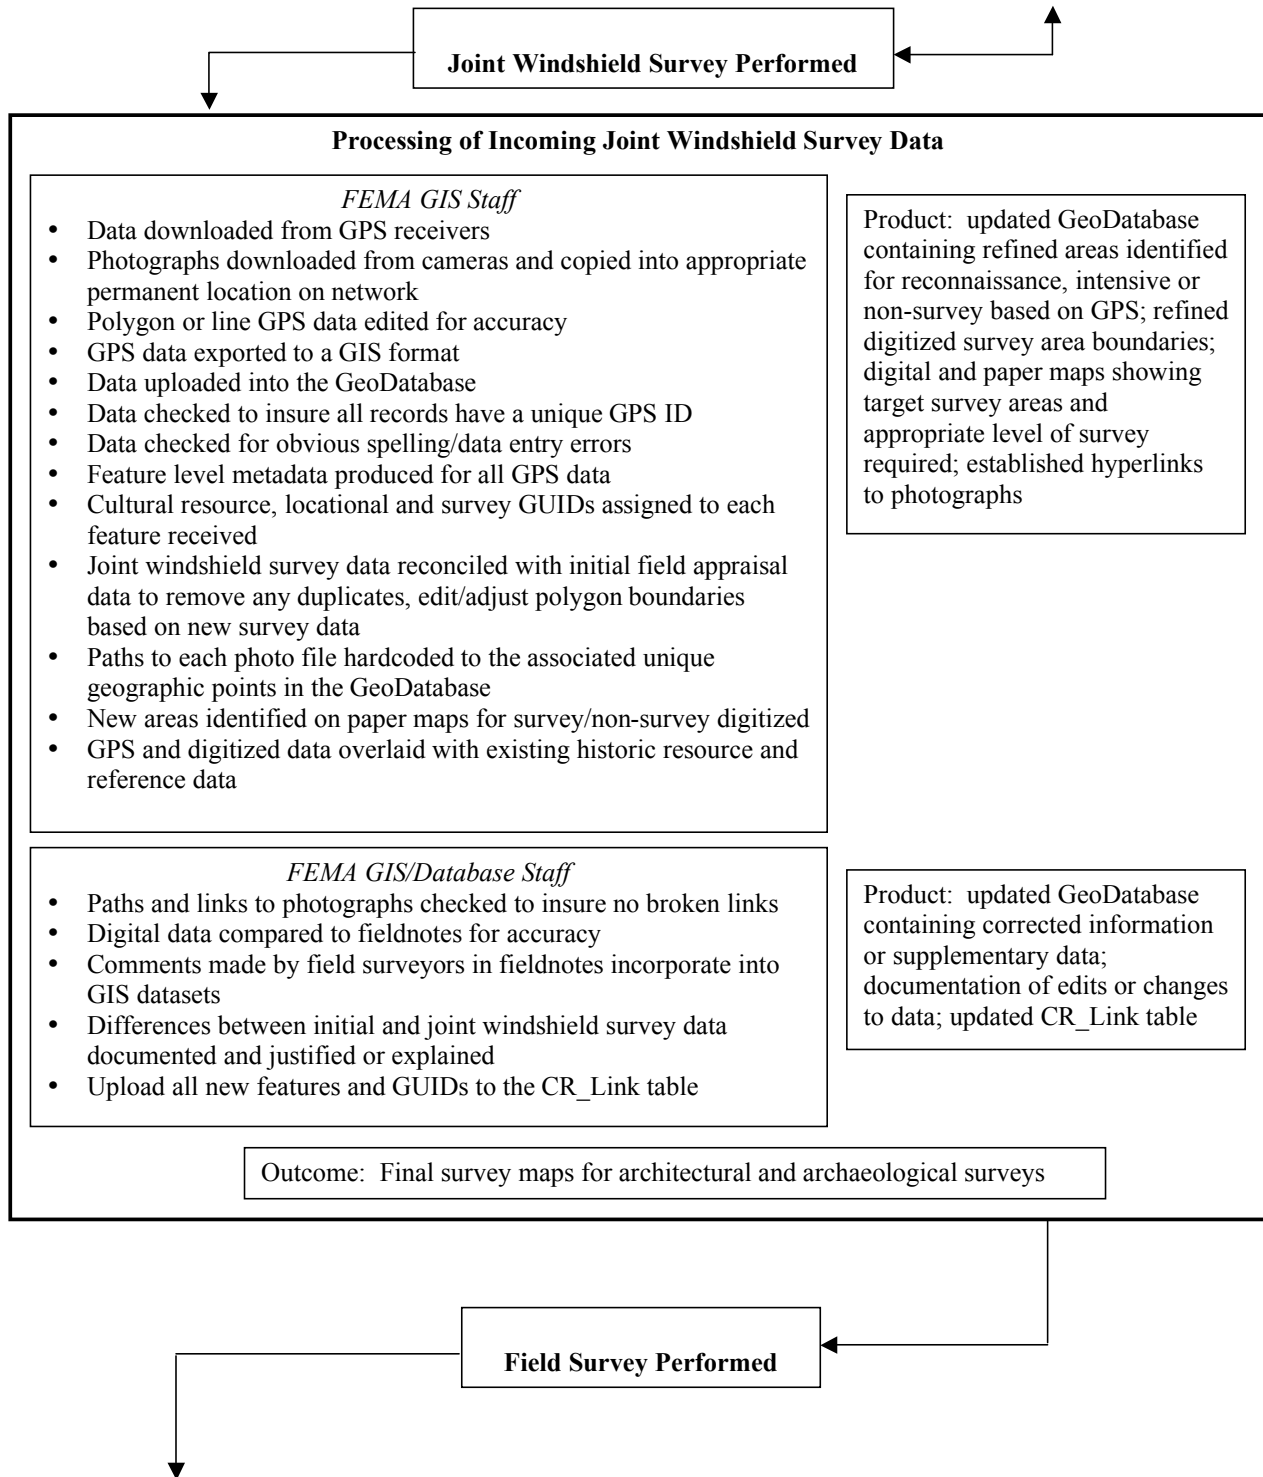 Joint Windshield Survey Performed
Processing of Incoming Joint Windshield Survey Data
FEMA GIS Staff
• Data downloaded from GPS receivers
• Photographs downloaded from cameras and copied into appropriate
permanent location on network
• Polygon or line GPS data edited for accuracy
• GPS data exported to a GIS format
• Data uploaded into the GeoDatabase
• Data checked to insure all records have a unique GPS ID
• Data checked for obvious spelling/data entry errors
• Feature level metadata produced for all GPS data
• Cultural resource, locational and survey GUIDs assigned to each
feature received
• Joint windshield survey data reconciled with initial field appraisal
data to remove any duplicates, edit/adjust polygon boundaries
based on new survey data
• Paths to each photo file hardcoded to the associated unique
geographic points in the GeoDatabase
• New areas identified on paper maps for survey/non-survey digitized
• GPS and digitized data overlaid with existing historic resource and
reference data
Product:  updated GeoDatabase
containing refined areas identified
for reconnaissance, intensive or
non-survey based on GPS; refined
digitized survey area boundaries;
digital and paper maps showing
target survey areas and
appropriate level of survey
required; established hyperlinks
to photographs
FEMA GIS/Database Staff
• Paths and links to photographs checked to insure no broken links
• Digital data compared to fieldnotes for accuracy
• Comments made by field surveyors in fieldnotes incorporate into
GIS datasets
• Differences between initial and joint windshield survey data
documented and justified or explained
• Upload all new features and GUIDs to the CR_Link table
Product:  updated GeoDatabase
containing corrected information
or supplementary data;
documentation of edits or changes
to data; updated CR_Link table
Outcome:  Final survey maps for architectural and archaeological surveys
Field Survey Performed